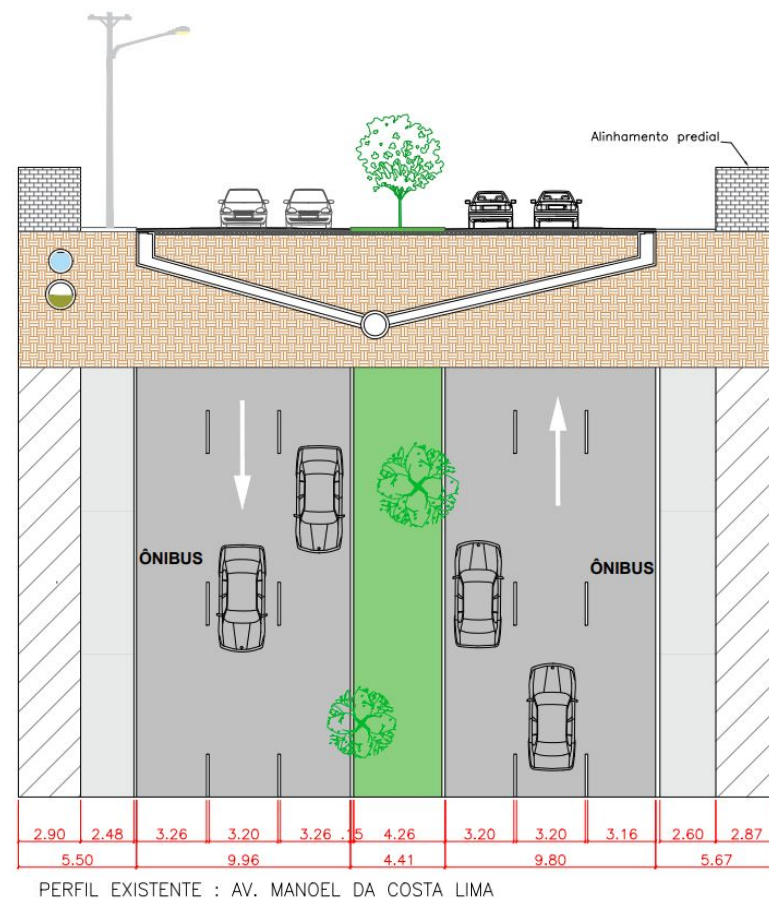 Alinhamento predial
ÔNIBUS
ÔNIBUS
2.90 2.48 3.26 3.20 3.26 .15 4.26 3.20 3.20 3.16 2.60 2.87
5.50 9.96 4.41 9.80 5.67
PERFIL EXISTENTE : AV. MANOEL DA COSTA LIMA